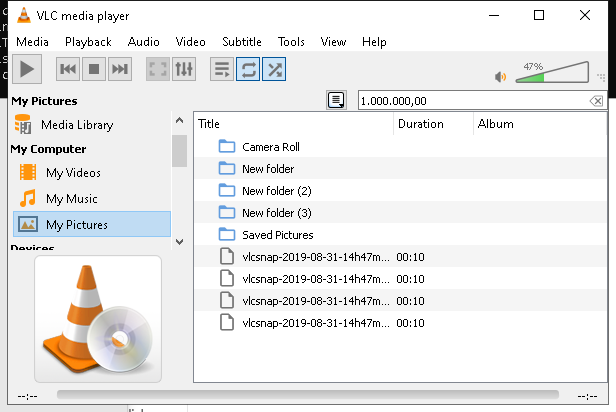 VLC media player
Media Playback Audio Video Subtitle Tools View Help
47%
My Pictures
1.000.000,00
Media Library
My Computer
My Videos
My Music
My Pictures
Devices
Title Duration Album
Camera Roll
New folder
New folder (2)
New folder (3)
Saved Pictures
vlcsnap-2019-08-31-14h47m... 00:10
vlcsnap-2019-08-31-14h47m... 00:10
vlcsnap-2019-08-31-14h47m... 00:10
vlcsnap-2019-08-31-14h47m... 00:10
--:-- --:--